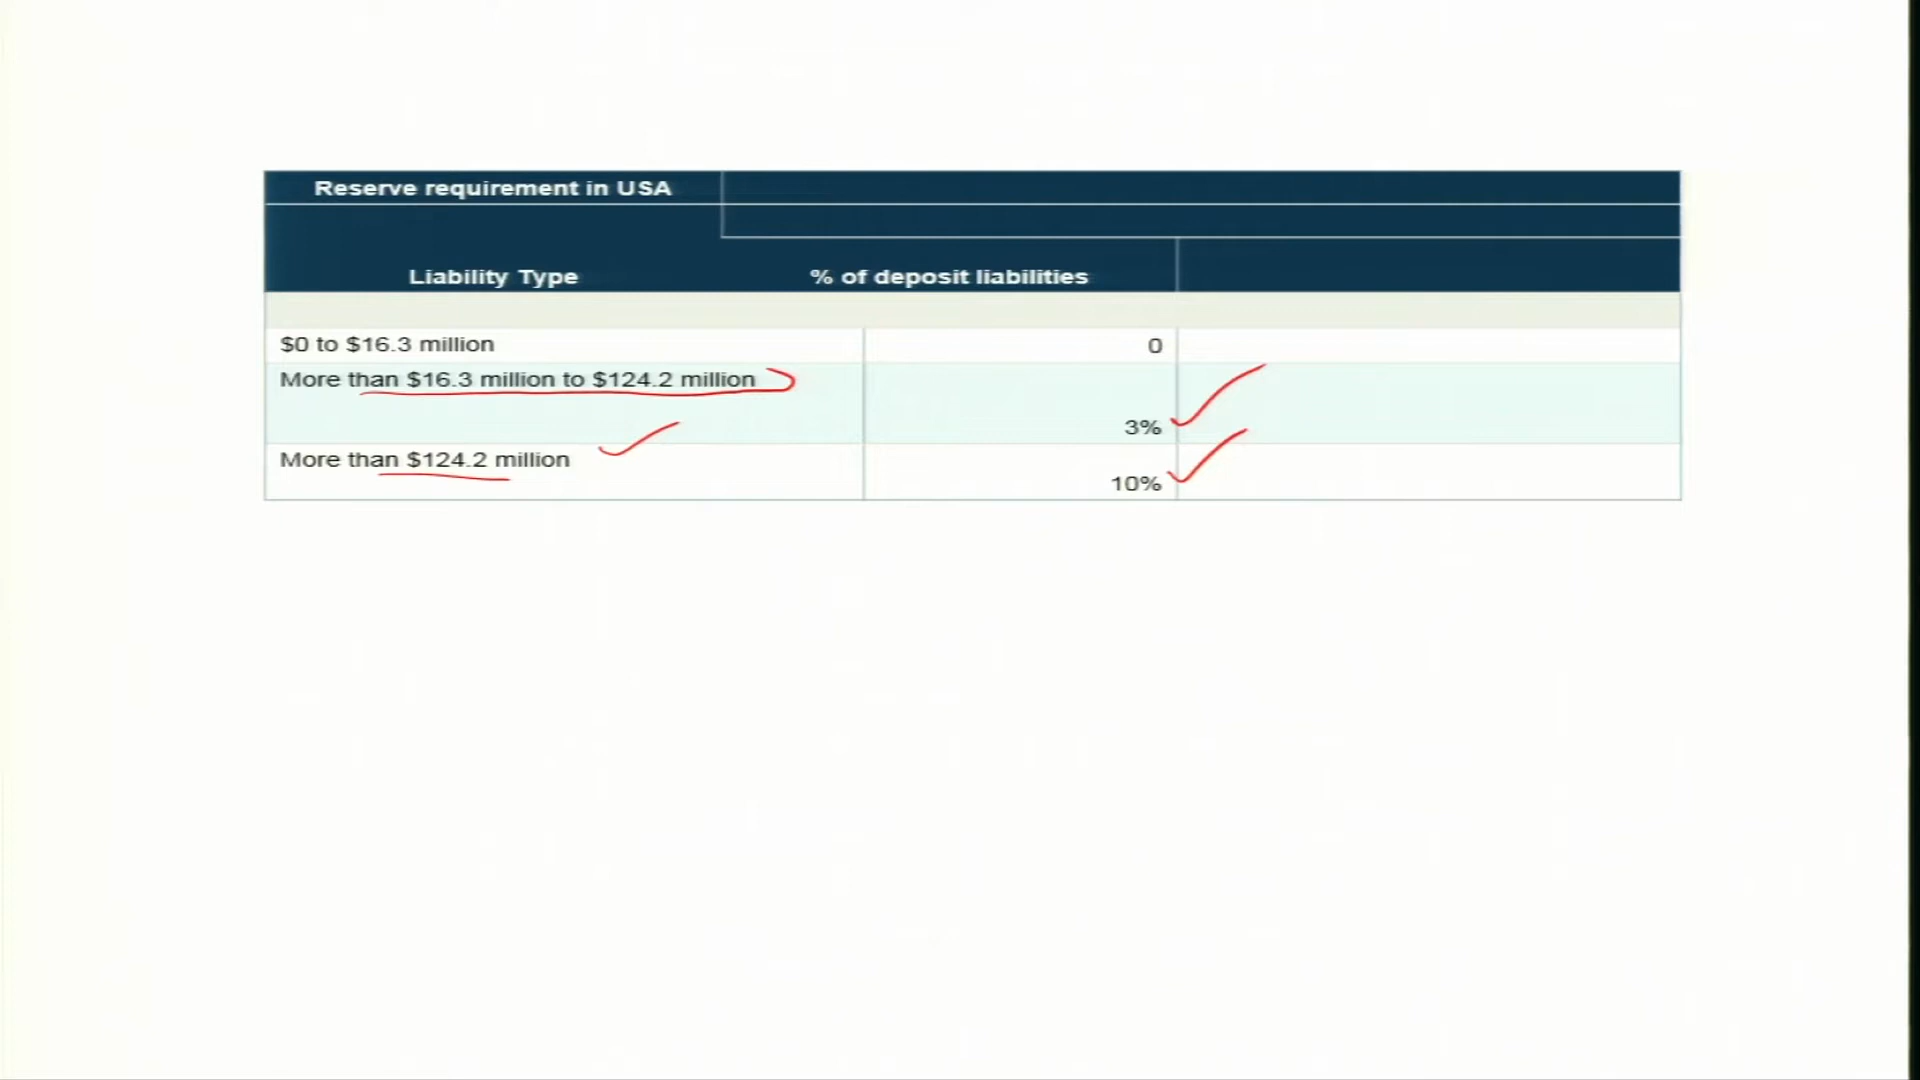 Reserve requirement in USA
Liability Type % of deposit liabilities
$0 to $16.3 million 0
More than $16.3 million to $124.2 million
3%
More than $124.2 million
10%